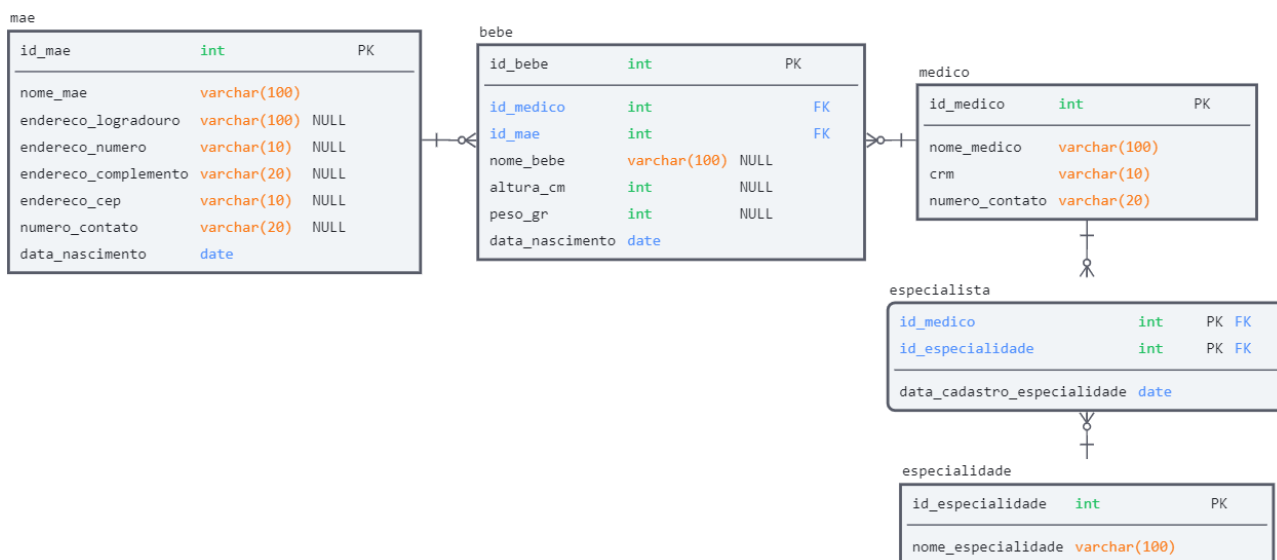 mae
id_mae int PK
nome_mae varchar(100)
endereco_logradouro varchar(100) NULL
endereco_numero varchar(10) NULL
endereco_complemento varchar(20) NULL
endereco_cep varchar(10) NULL
numero_contato varchar(20) NULL
data_nascimento date
bebe
id_bebe int PK
id_medico int FK
id_mae int FK
nome_bebe varchar(100) NULL
altura_cm int NULL
peso_gr int NULL
data_nascimento date
medico
id_medico int PK
nome_medico varchar(100)
crm varchar(10)
numero_contato varchar(20)
especialista
id_medico int PK FK
id_especialidade int PK FK
data_cadastro_especialidade date
especialidade
id_especialidade int PK
nome_especialidade varchar(100)